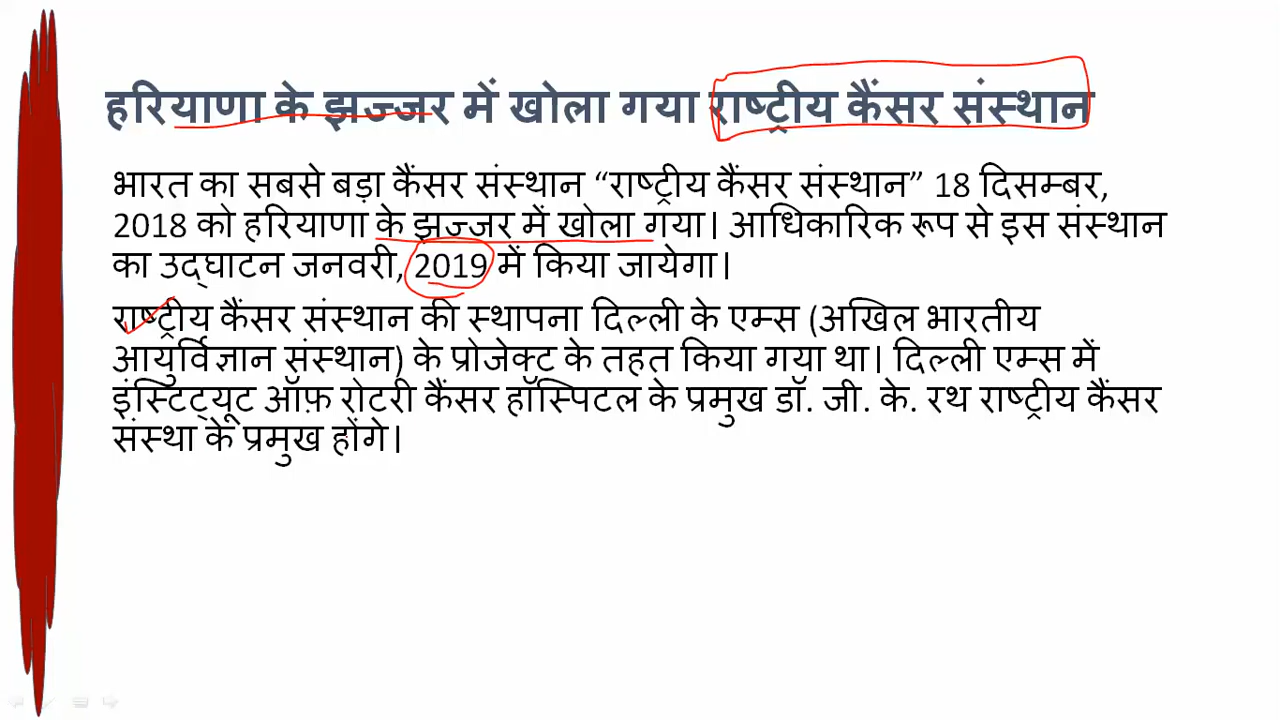 हरियाणा के झज्जर में खोला गया राष्ट्रीय कैंसर संस्थान
भारत का सबसे बड़ा कैंसर संस्थान “राष्ट्रीय कैंसर संस्थान” 18 दिसम्बर,
2018 को हरियाणा के झज्जर में खोला गया। आधिकारिक रूप से इस संस्थान
का उद्घाटन जनवरी, 2019 में किया जायेगा।
राष्ट्रीय कैंसर संस्थान की स्थापना दिल्ली के एम्स (अखिल भारतीय
आयुर्विज्ञान संस्थान) के प्रोजेक्ट के तहत किया गया था। दिल्ली एम्स में
इंस्टिट्यूट ऑफ़ रोटरी कैंसर हॉस्पिटल के प्रमुख डॉ. जी. के. रथ राष्ट्रीय कैंसर
संस्था के प्रमुख होंगे।